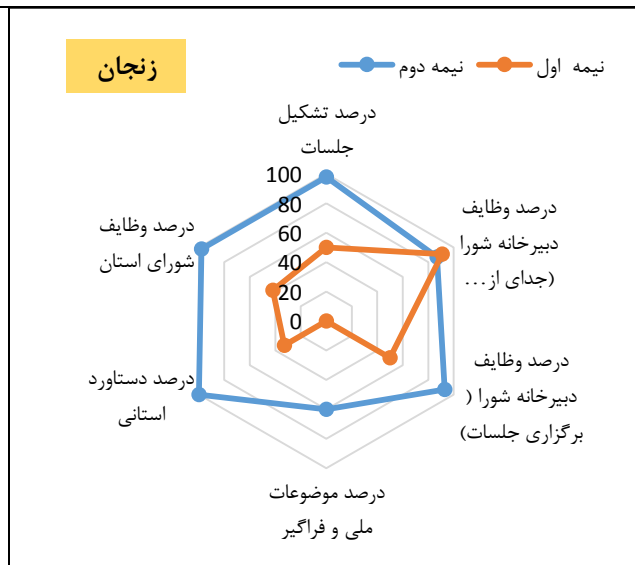 زنجان
نیمه اول
نیمه دوم
درصد تشکیل
جلسات
100
80
60
40
20
0
درصد وظایف
دبیرخانه شورا
(جدای از...
درصد وظایف
دبیرخانه شورا (
برگزاری جلسات)
درصد موضوعات
ملی و فراگیر
درصد دستاورد
استانی
درصد وظایف
شورای استان